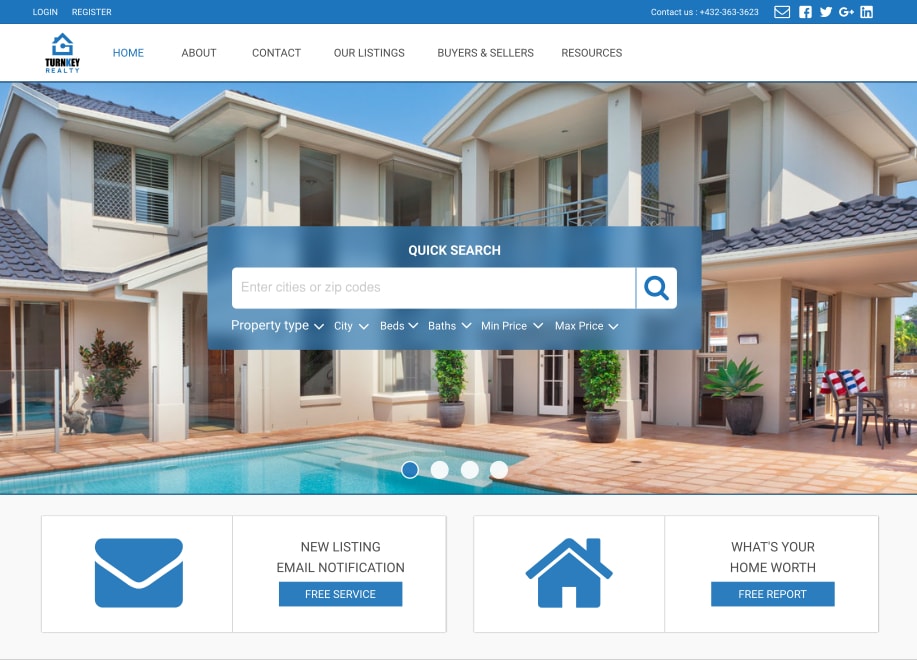 LOGIN REGISTER Contact us : +432-363-3623 G+ in
TURNKEY
REALTY
HOME ABOUT CONTACT OUR LISTINGS BUYERS & SELLERS RESOURCES
QUICK SEARCH
Enter cities or zip codes
Property type City Beds Baths Min Price Max Price
NEW LISTING
EMAIL NOTIFICATION
FREE SERVICE
WHAT'S YOUR
HOME WORTH
FREE REPORT